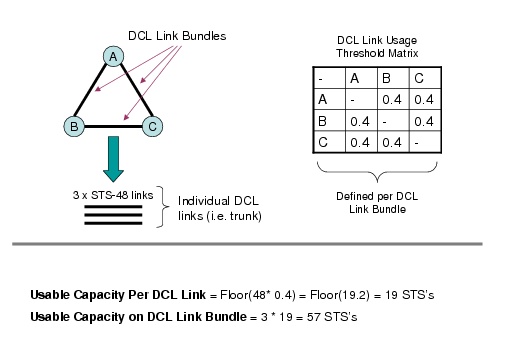 DCL Link Bundles
A
B
C
3 x STS-48 links
Individual DCL
links (i.e. trunk)
DCL Link Usage
Threshold Matrix
- A B C
A - 0.4 0.4
B 0.4 - 0.4
C 0.4 0.4 -
Defined per DCL
Link Bundle
Usable Capacity Per DCL Link = Floor(48* 0.4) = Floor(19.2) = 19 STS's
Usable Capacity on DCL Link Bundle = 3 * 19 = 57 STS's